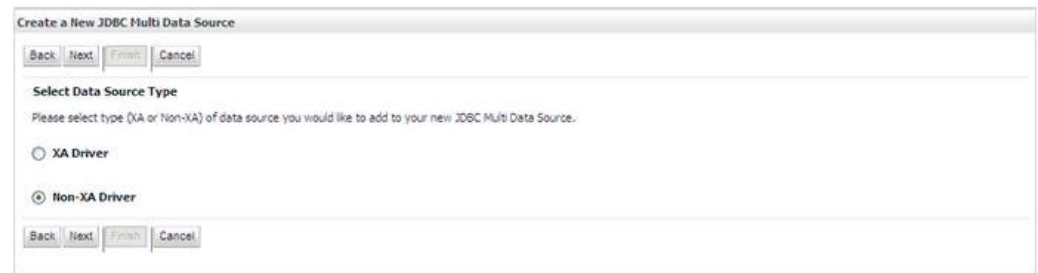 Create a New JDBC Multi Data Source
Back Next Finish Cancel
Select Data Source Type
Please select type (XA or Non-XA) of data source you would like to add to your new JDBC Multi Data Source.
XA Driver
Non-XA Driver
Back Next Finish Cancel